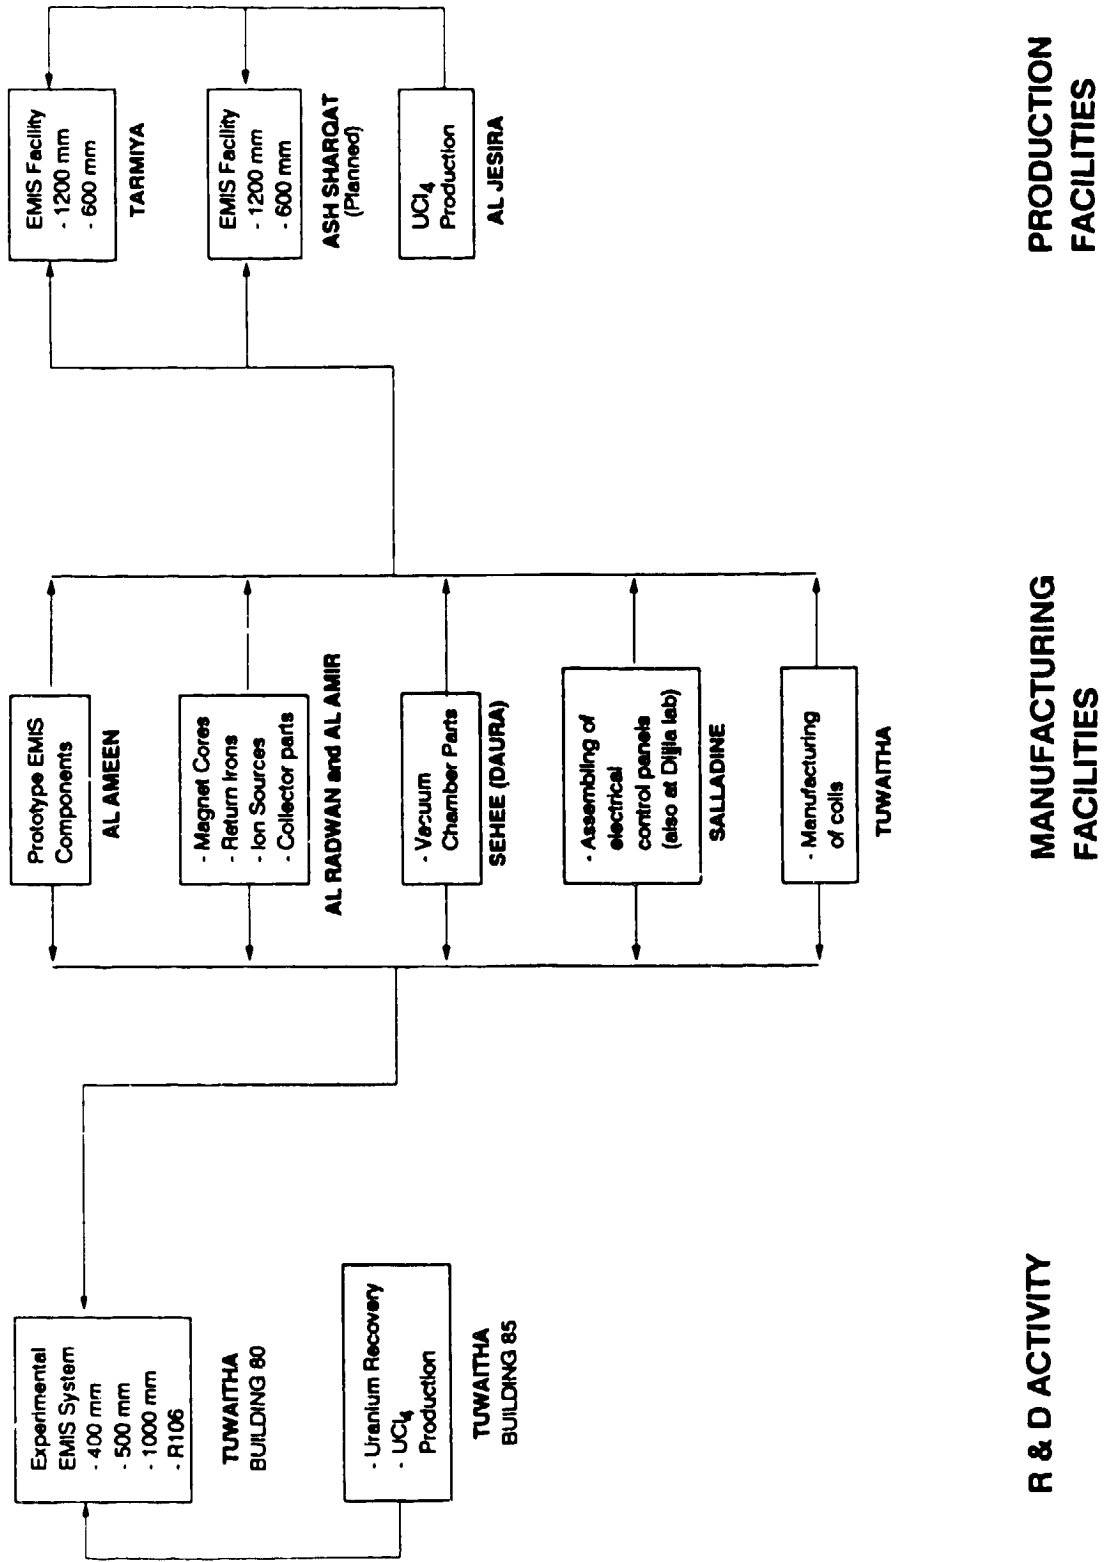 Experimental
EMIS System
- 400 mm
- 500 mm
- 1000 mm
- R106
TUWAITHA
BUILDING 80
- Uranium Recovery
- UCl₄
Production
TUWAITHA
BUILDING 85
R & D ACTIVITY
Prototype EMIS
Components
AL AMEEN
- Magnet Cores
- Return Irons
- Ion Sources
- Collector parts
AL RADWAN and AL AMIR
- Vacuum
Chamber Parts
SEHEE (DAURA)
- Assembling of
electrical
control panels
(also at Dijjla lab)
SALLADINE
- Manufacturing
of coils
TUWAITHA
MANUFACTURING
FACILITIES
EMIS Facility
- 1200 mm
- 600 mm
TARMIYA
EMIS Facility
- 1200 mm
- 600 mm
ASH SHARQAT
(Planned)
UCl₄
Production
AL JESIRA
PRODUCTION
FACILITIES